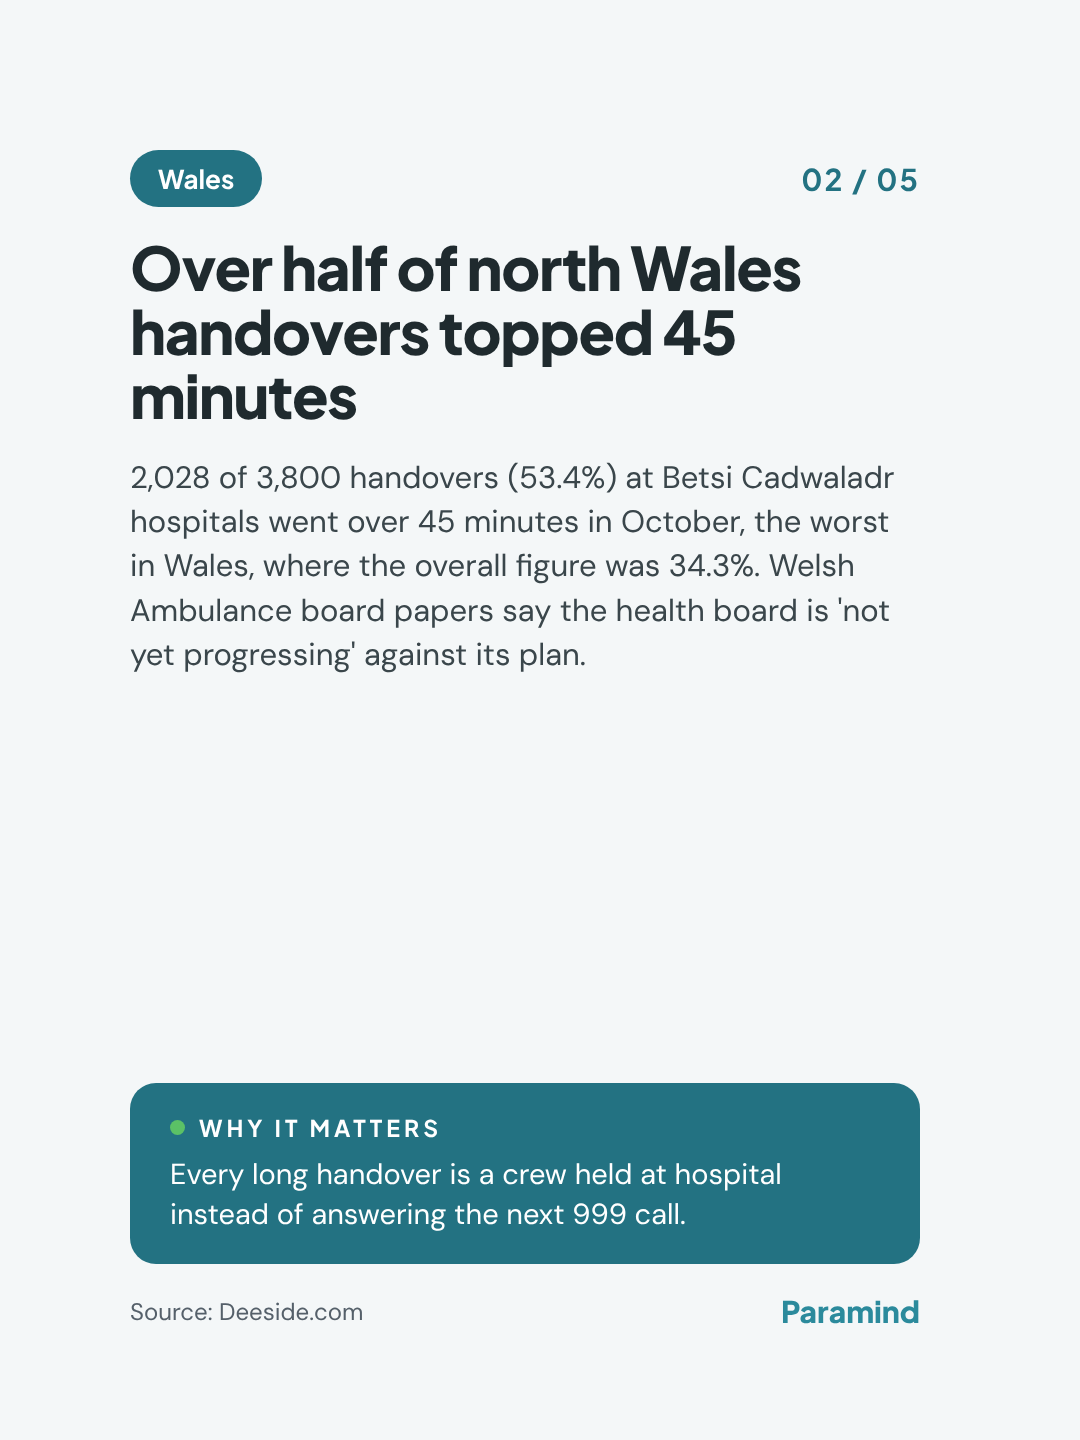 Wales
02 / 05
Over half of north Wales
handovers topped 45
minutes
2,028 of 3,800 handovers (53.4%) at Betsi Cadwaladr
hospitals went over 45 minutes in October, the worst
in Wales, where the overall figure was 34.3%. Welsh
Ambulance board papers say the health board is 'not
yet progressing' against its plan.
WHY IT MATTERS
Every long handover is a crew held at hospital
instead of answering the next 999 call.
Source: Deeside.com
Paramind